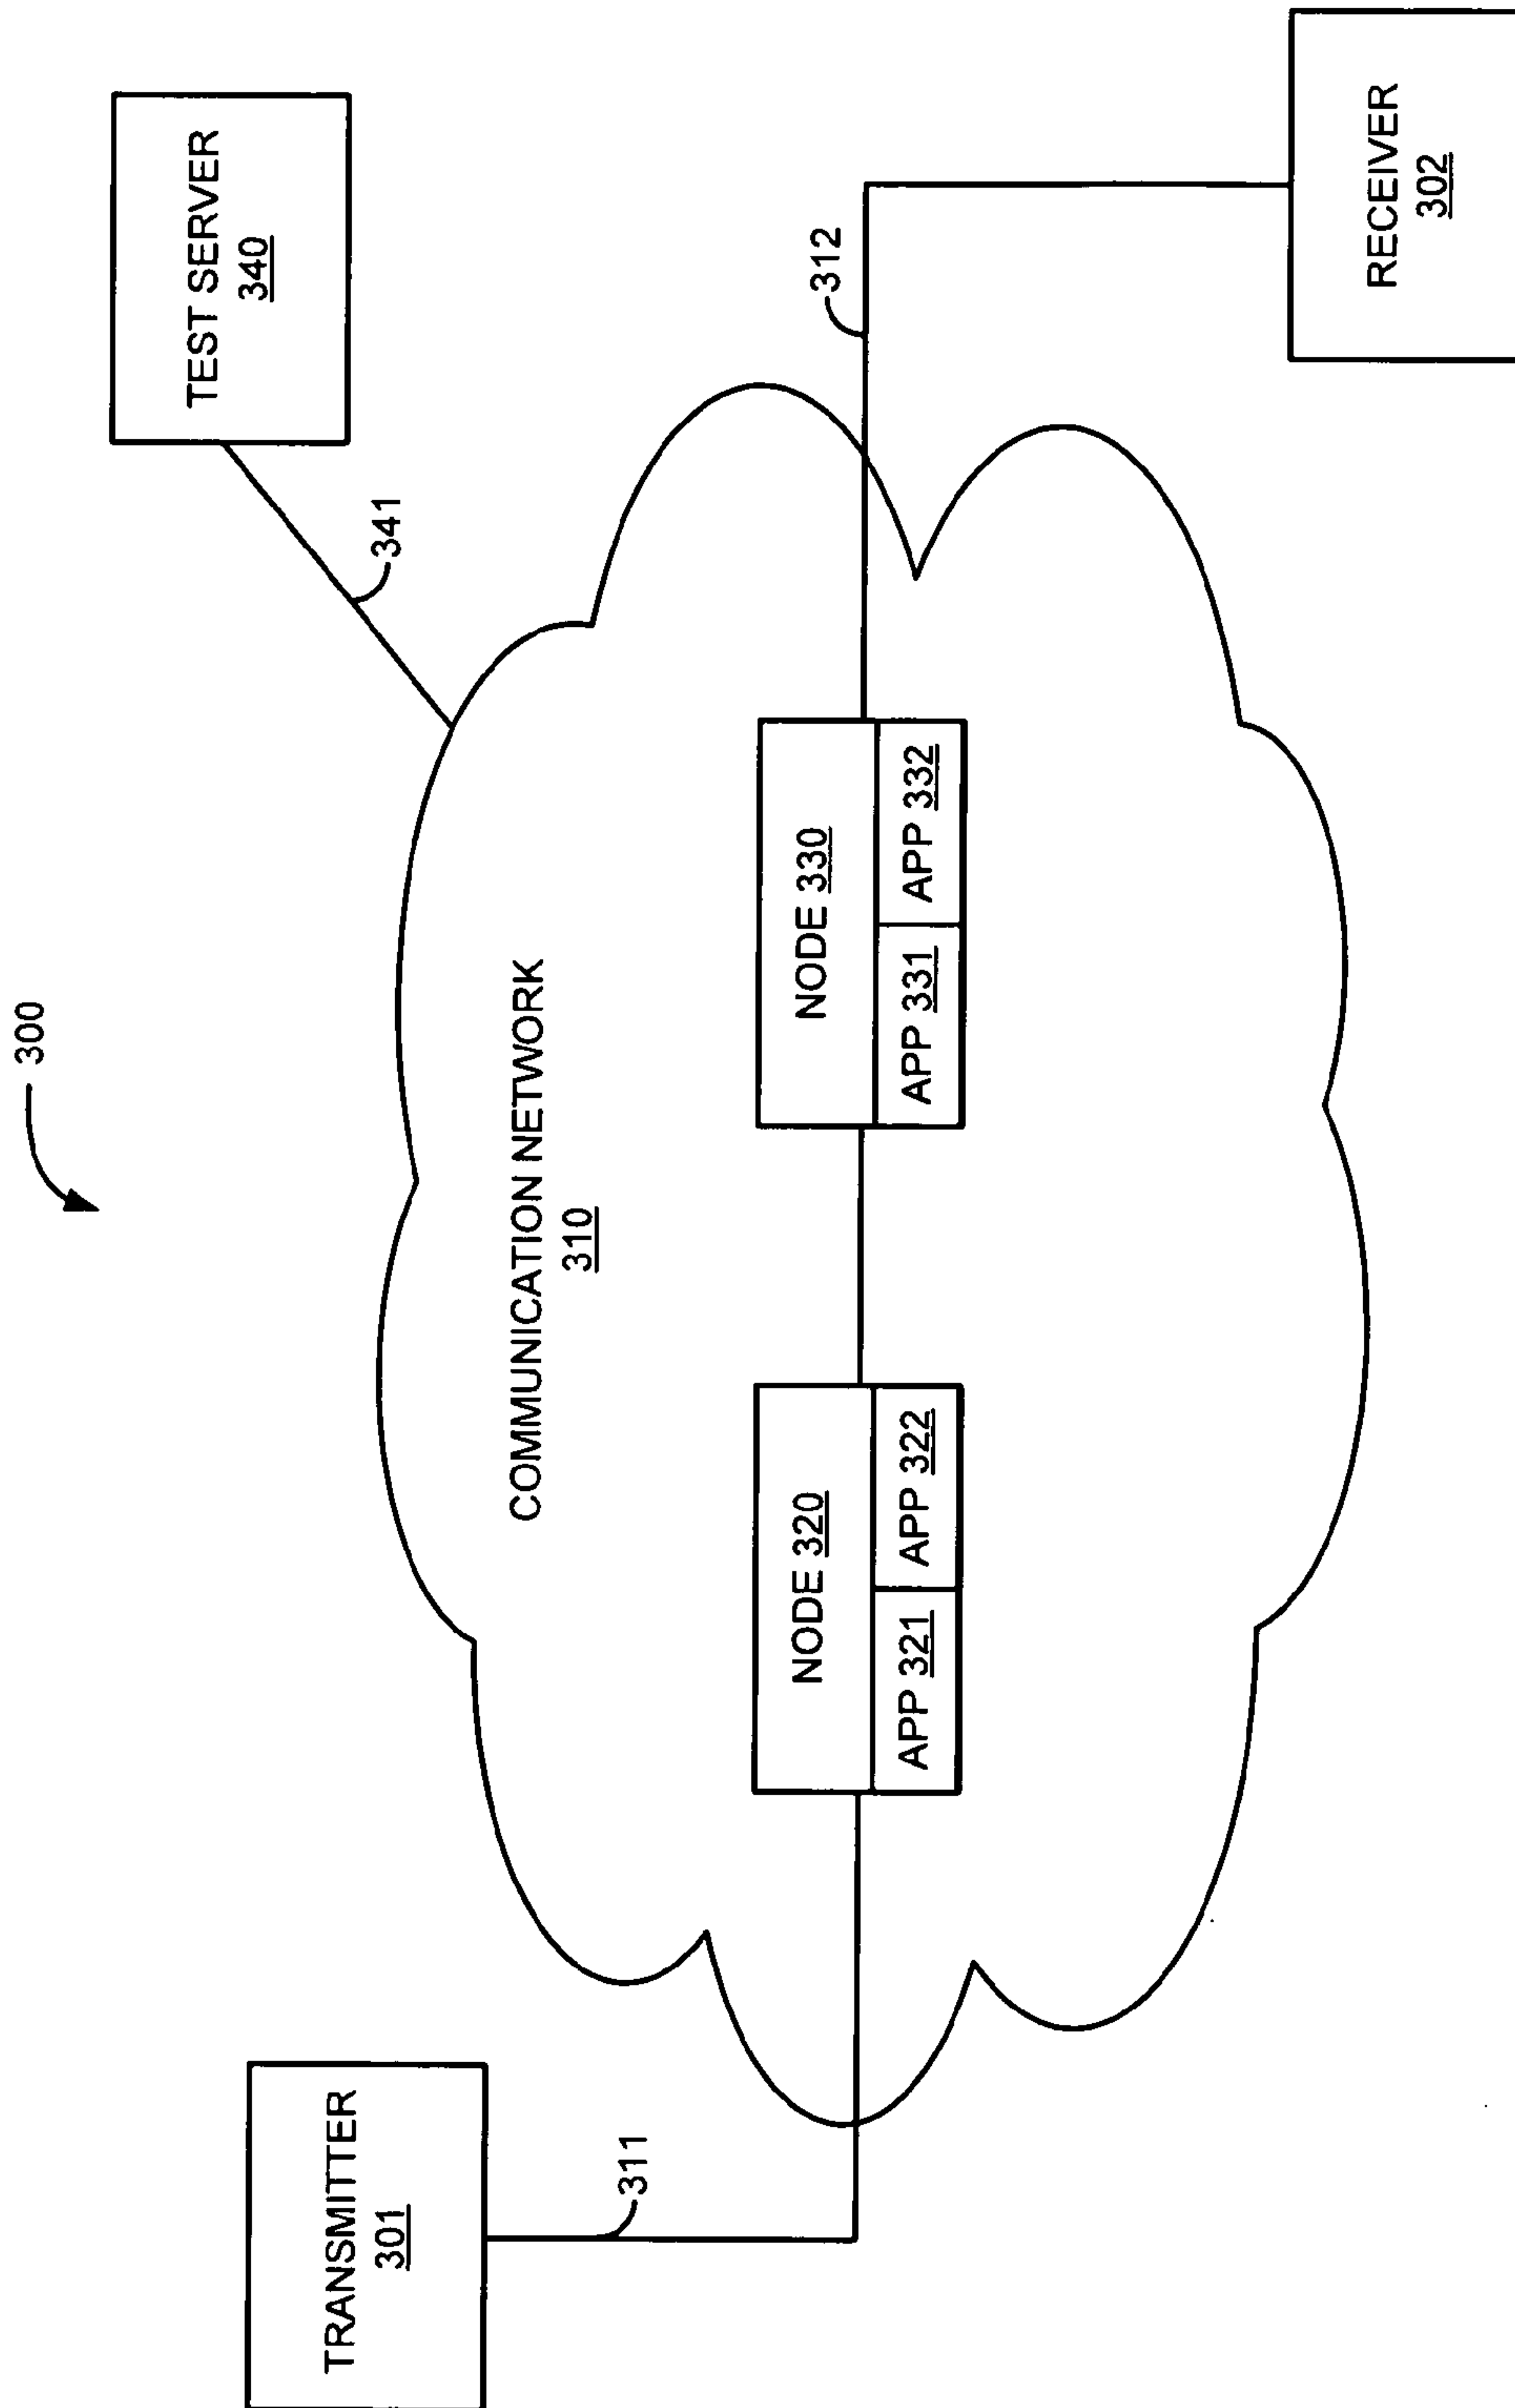 300
TEST SERVER
340
341
TRANSMITTER
301
311
COMMUNICATION NETWORK
310
NODE 320
APP 321
APP 322
NODE 330
APP 331
APP 332
312
RECEIVER
302